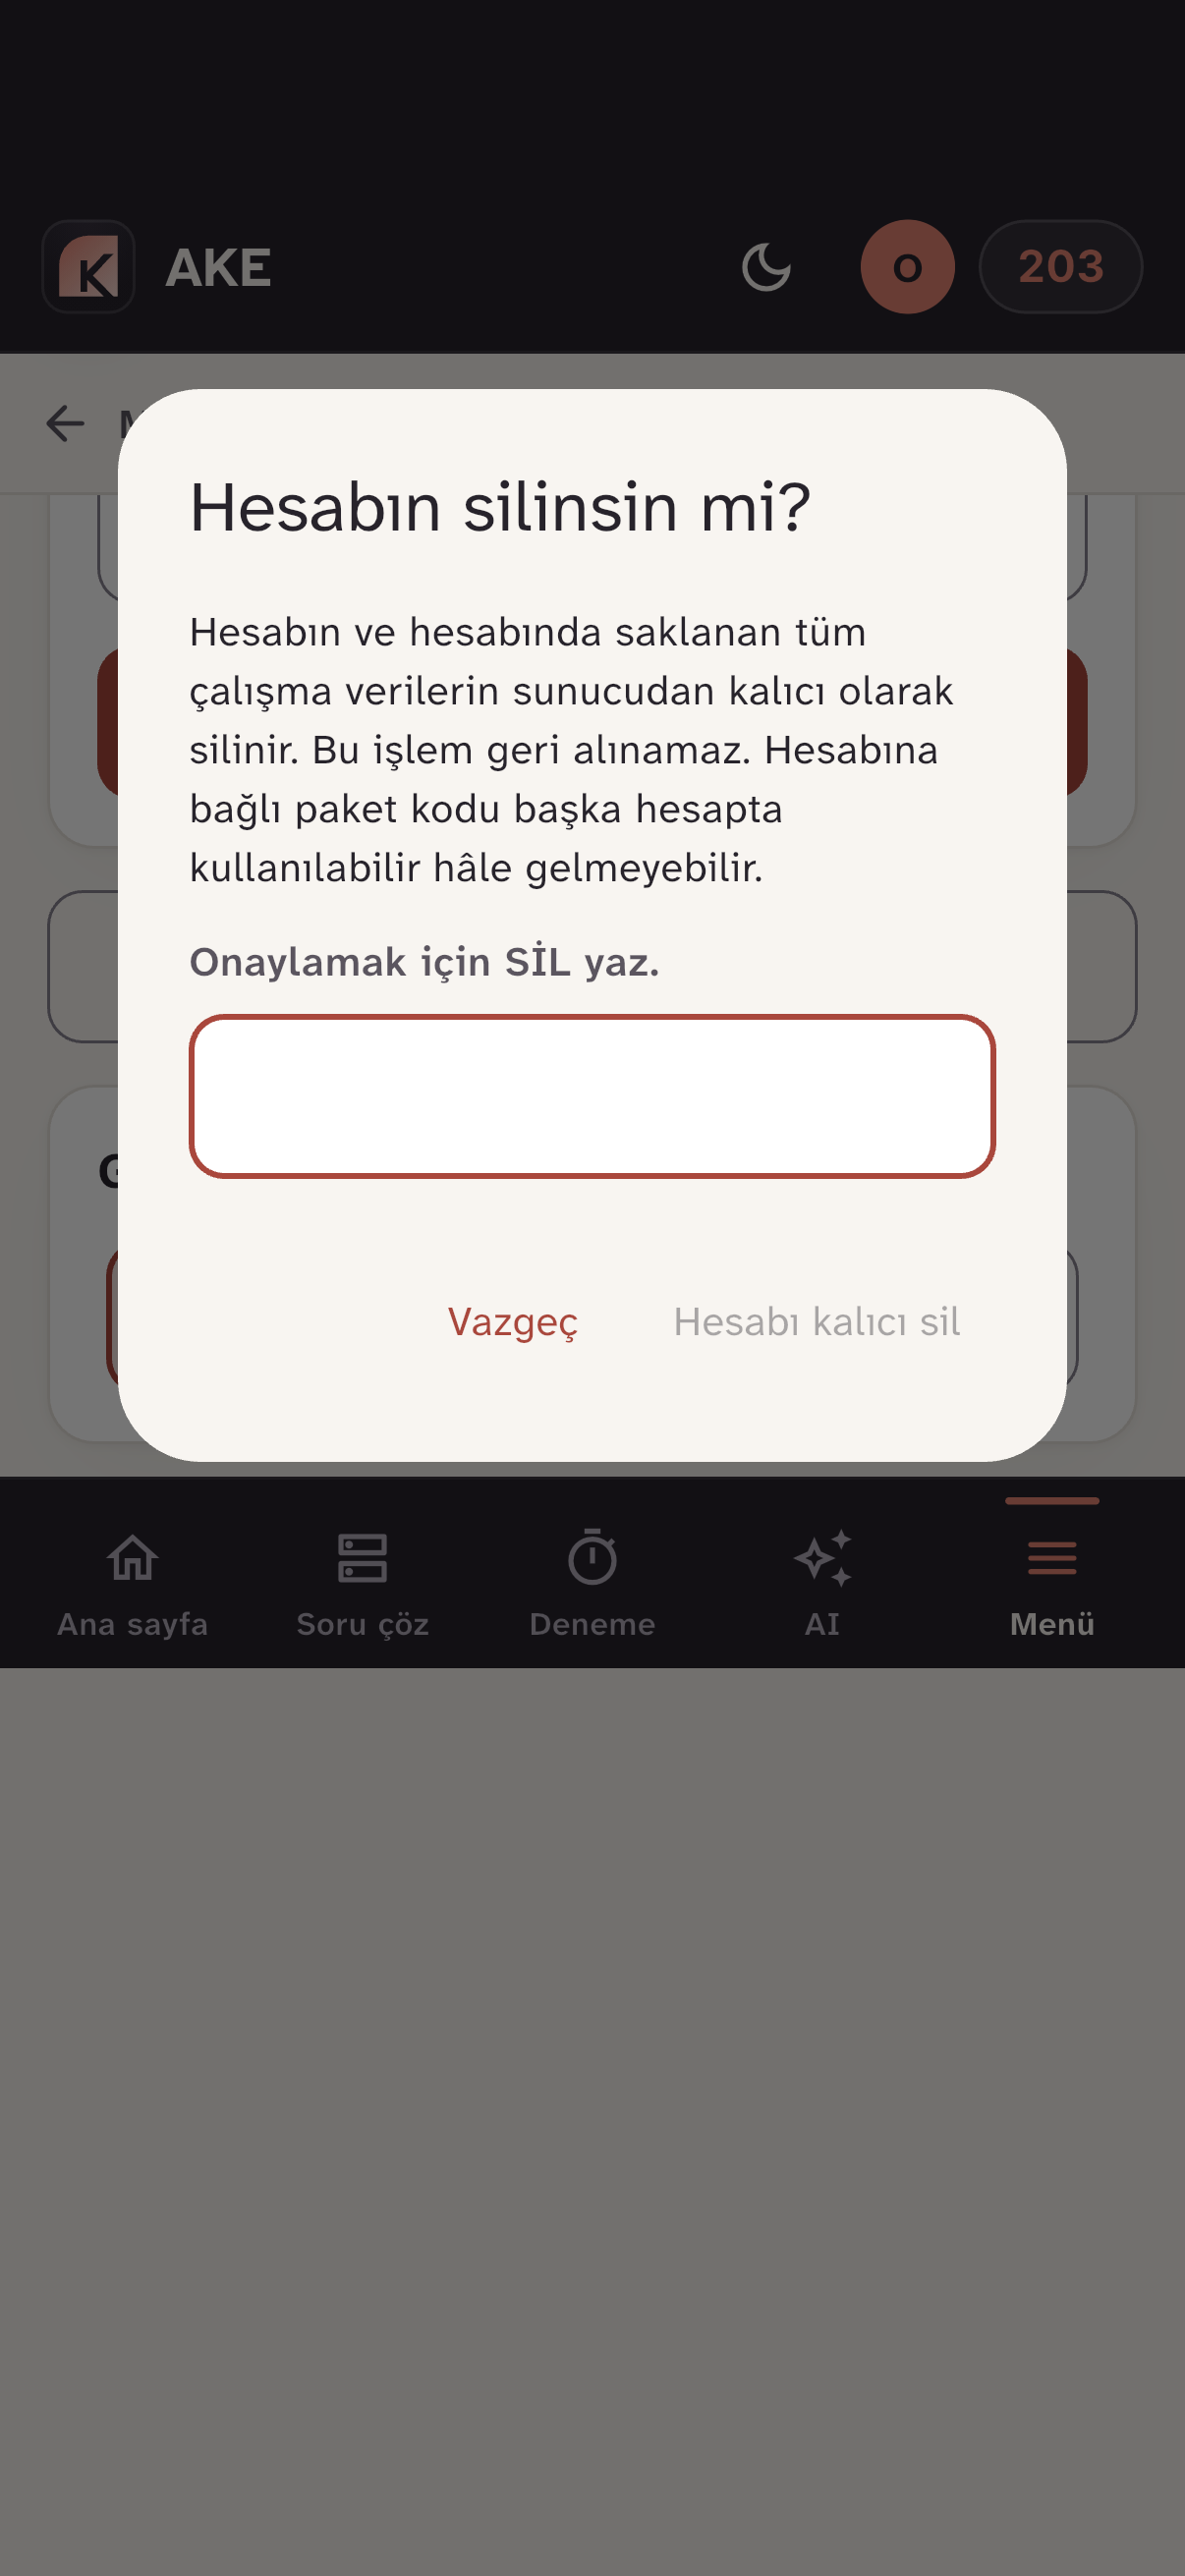 K AKE O 203
Hesabın silinsin mi?
Hesabın ve hesabında saklanan tüm
çalışma verilerin sunucudan kalıcı olarak
silinir. Bu işlem geri alınamaz. Hesabına
bağlı paket kodu başka hesapta
kullanılabilir hâle gelmeyebilir.
Onaylamak için SİL yaz.
Vazgeç Hesabı kalıcı sil
Ana sayfa Soru çöz Deneme AI Menü